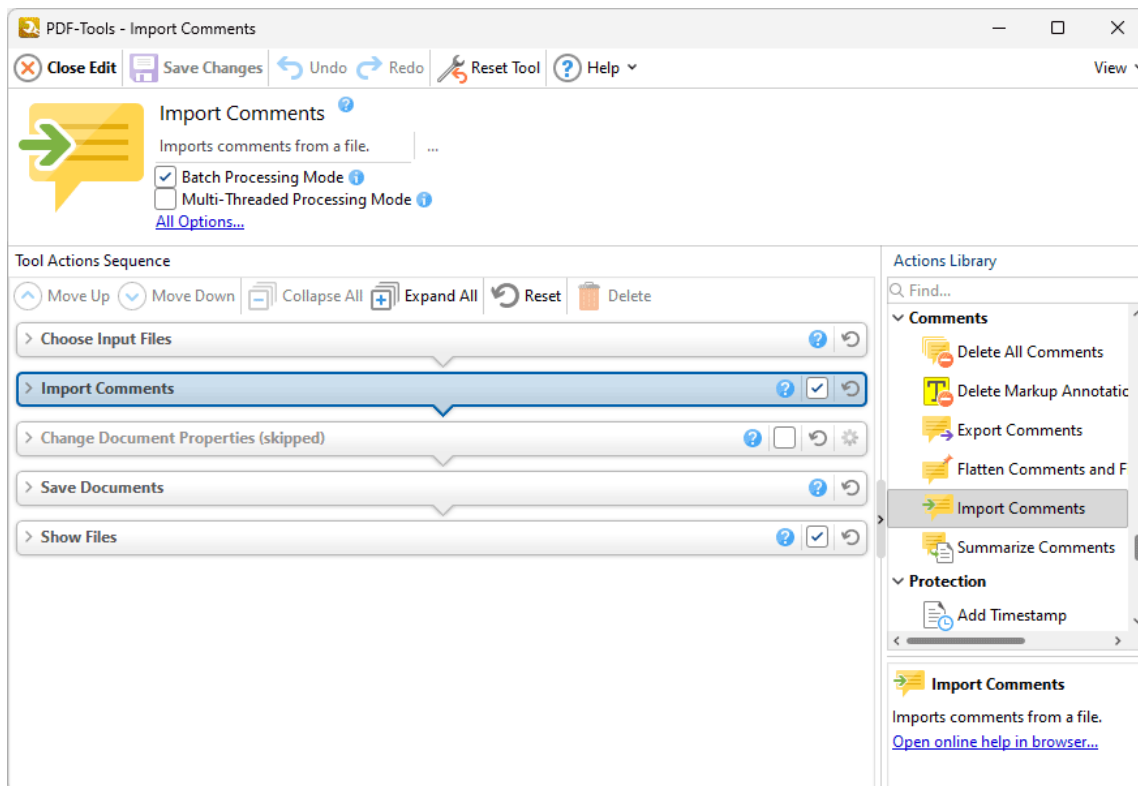 PDF-Tools - Import Comments
Close Edit Save Changes Undo Redo Reset Tool ? Help View
Import Comments ?
Imports comments from a file. ...
Batch Processing Mode i
Multi-Threaded Processing Mode i
All Options...
Tool Actions Sequence
Move Up Move Down Collapse All Expand All Reset Delete
Choose Input Files ?
Import Comments ?
Change Document Properties (skipped) ?
Save Documents ?
Show Files ?
Actions Library
Find...
Comments
Delete All Comments
T Delete Markup Annotatic
Export Comments
Flatten Comments and F
Import Comments
Summarize Comments
Protection
Add Timestamp
Import Comments
Imports comments from a file.
Open online help in browser...